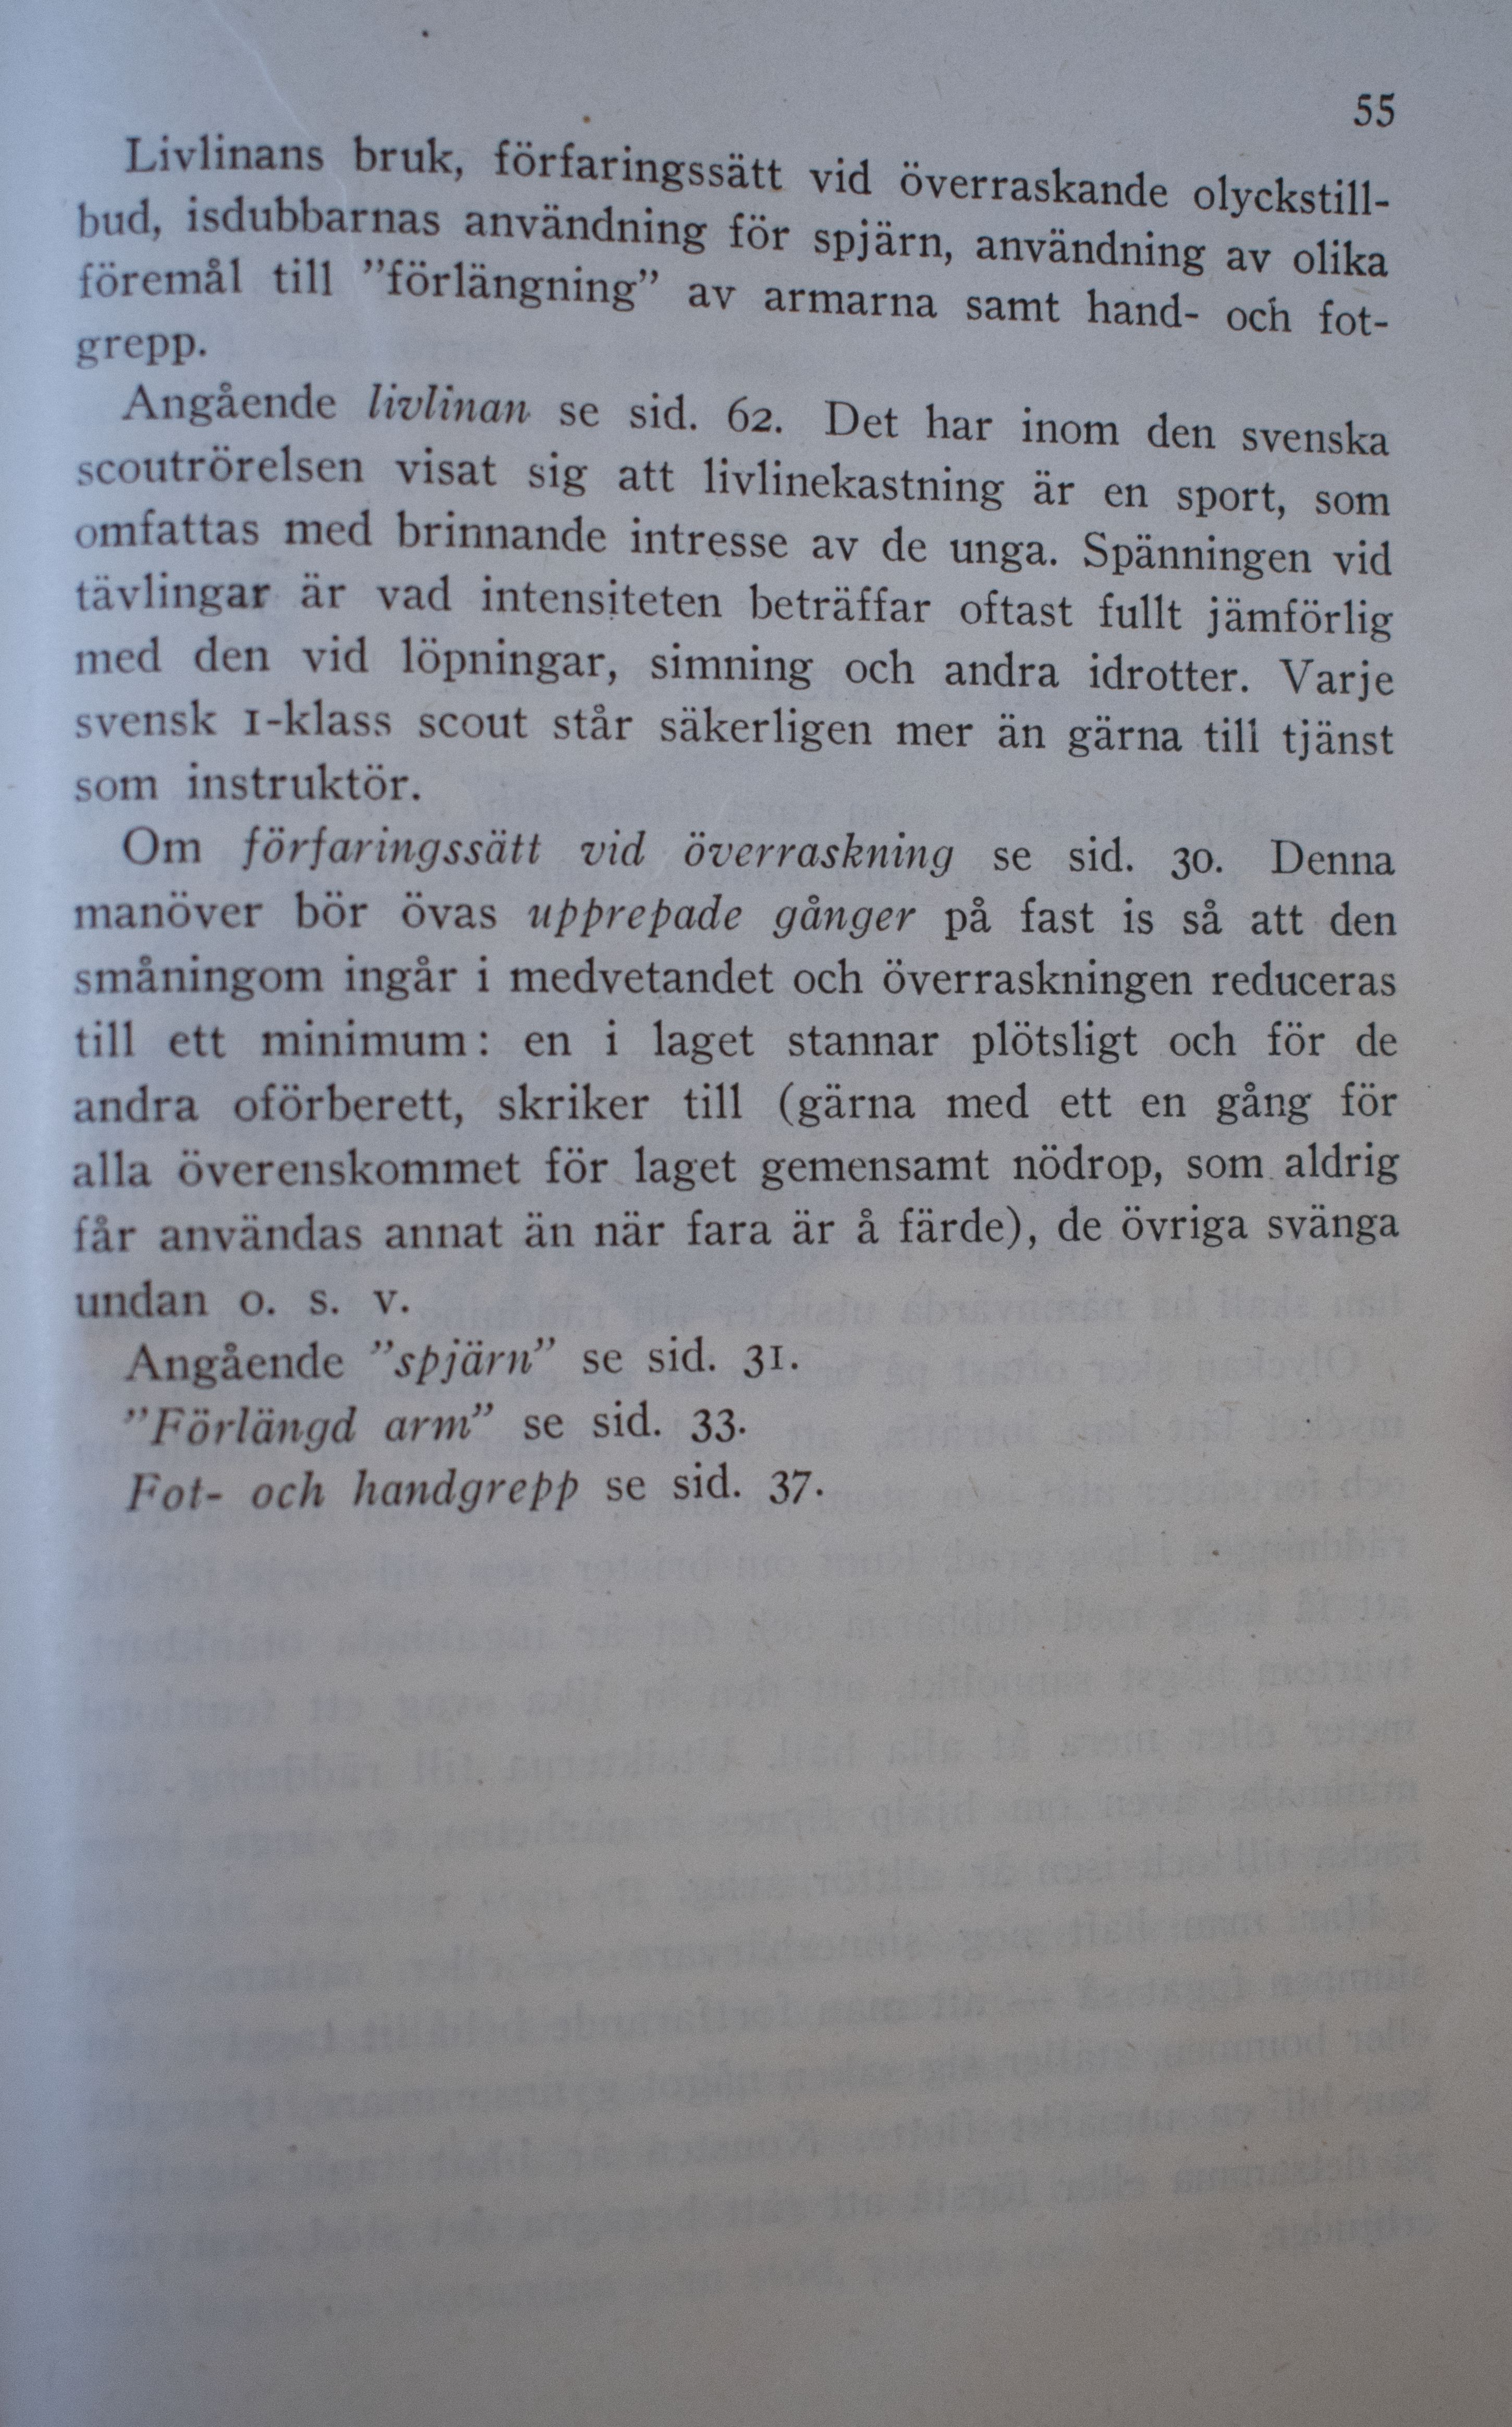 55
Livlinans bruk, förfaringssätt vid överraskande olyckstill-
bud, isdubbarnas användning för spjärn, användning av olika
föremål till ”förlängning” av armarna samt hand- och fot-
grepp.
Angående livlinan se sid. 62. Det har inom den svenska
scoutrörelsen visat sig att livlinekastning är en sport, som
omfattas med brinnande intresse av de unga. Spänningen vid
tävlingar är vad intensiteten beträffar oftast fullt jämförlig
med den vid löpningar, simning och andra idrotter. Varje
svensk 1-klass scout står säkerligen mer än gärna till tjänst
som instruktör.
Om förfaringssätt vid överraskning se sid. 30. Denna
manöver bör övas upprepade gånger på fast is så att den
småningom ingår i medvetandet och överraskningen reduceras
till ett minimum: en i laget stannar plötsligt och för de
andra oförberett, skriker till (gärna med ett en gång för
alla överenskommet för laget gemensamt nödrop, som aldrig
får användas annat än när fara är å färde), de övriga svänga
undan o. s. v.
Angående ”spjärn” se sid. 31.
”Förlängd arm” se sid. 33.
Fot- och handgrepp se sid. 37.